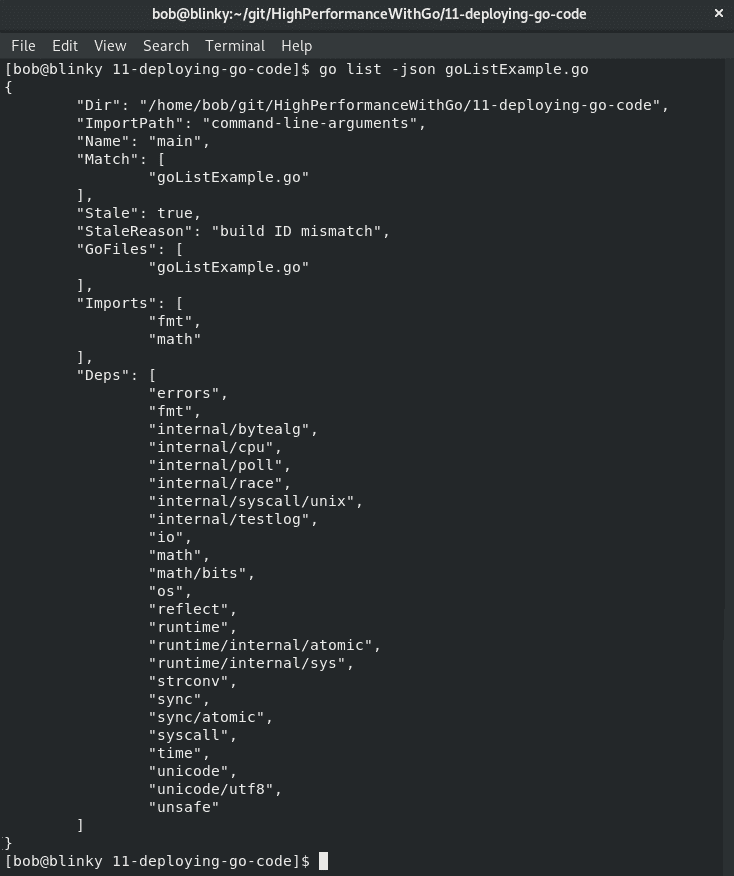 bob@blinky:~/git/HighPerformanceWithGo/11-deploying-go-code ×
File Edit View Search Terminal Help
[bob@blinky 11-deploying-go-code]$ go list -json goListExample.go
{
        "Dir": "/home/bob/git/HighPerformanceWithGo/11-deploying-go-code",
        "ImportPath": "command-line-arguments",
        "Name": "main",
        "Match": [
                "goListExample.go"
        ],
        "Stale": true,
        "StaleReason": "build ID mismatch",
        "GoFiles": [
                "goListExample.go"
        ],
        "Imports": [
                "fmt",
                "math"
        ],
        "Deps": [
                "errors",
                "fmt",
                "internal/bytealg",
                "internal/cpu",
                "internal/poll",
                "internal/race",
                "internal/syscall/unix",
                "internal/testlog",
                "io",
                "math",
                "math/bits",
                "os",
                "reflect",
                "runtime",
                "runtime/internal/atomic",
                "runtime/internal/sys",
                "strconv",
                "sync",
                "sync/atomic",
                "syscall",
                "time",
                "unicode",
                "unicode/utf8",
                "unsafe"
        ]
}
[bob@blinky 11-deploying-go-code]$